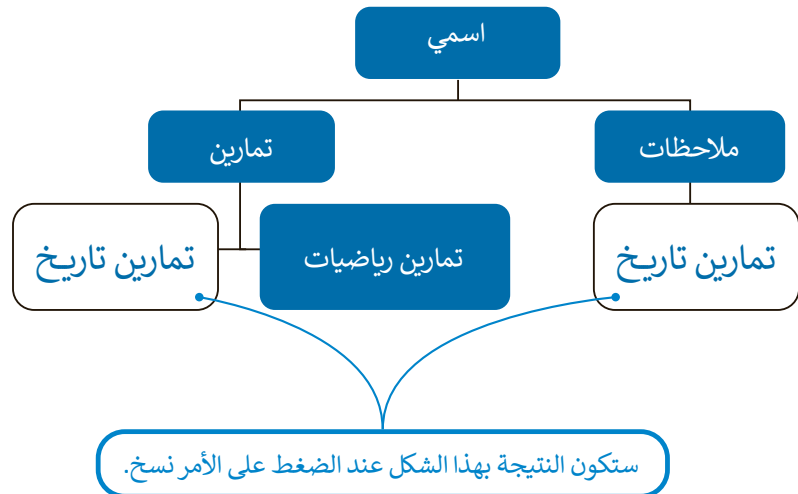 اسمي
ملاحظات
تمارين
تمارين تاريخ
تمارين رياضيات
تمارين تاريخ
ستكون النتيجة بهذا الشكل عند الضغط على الأمر نسخ.